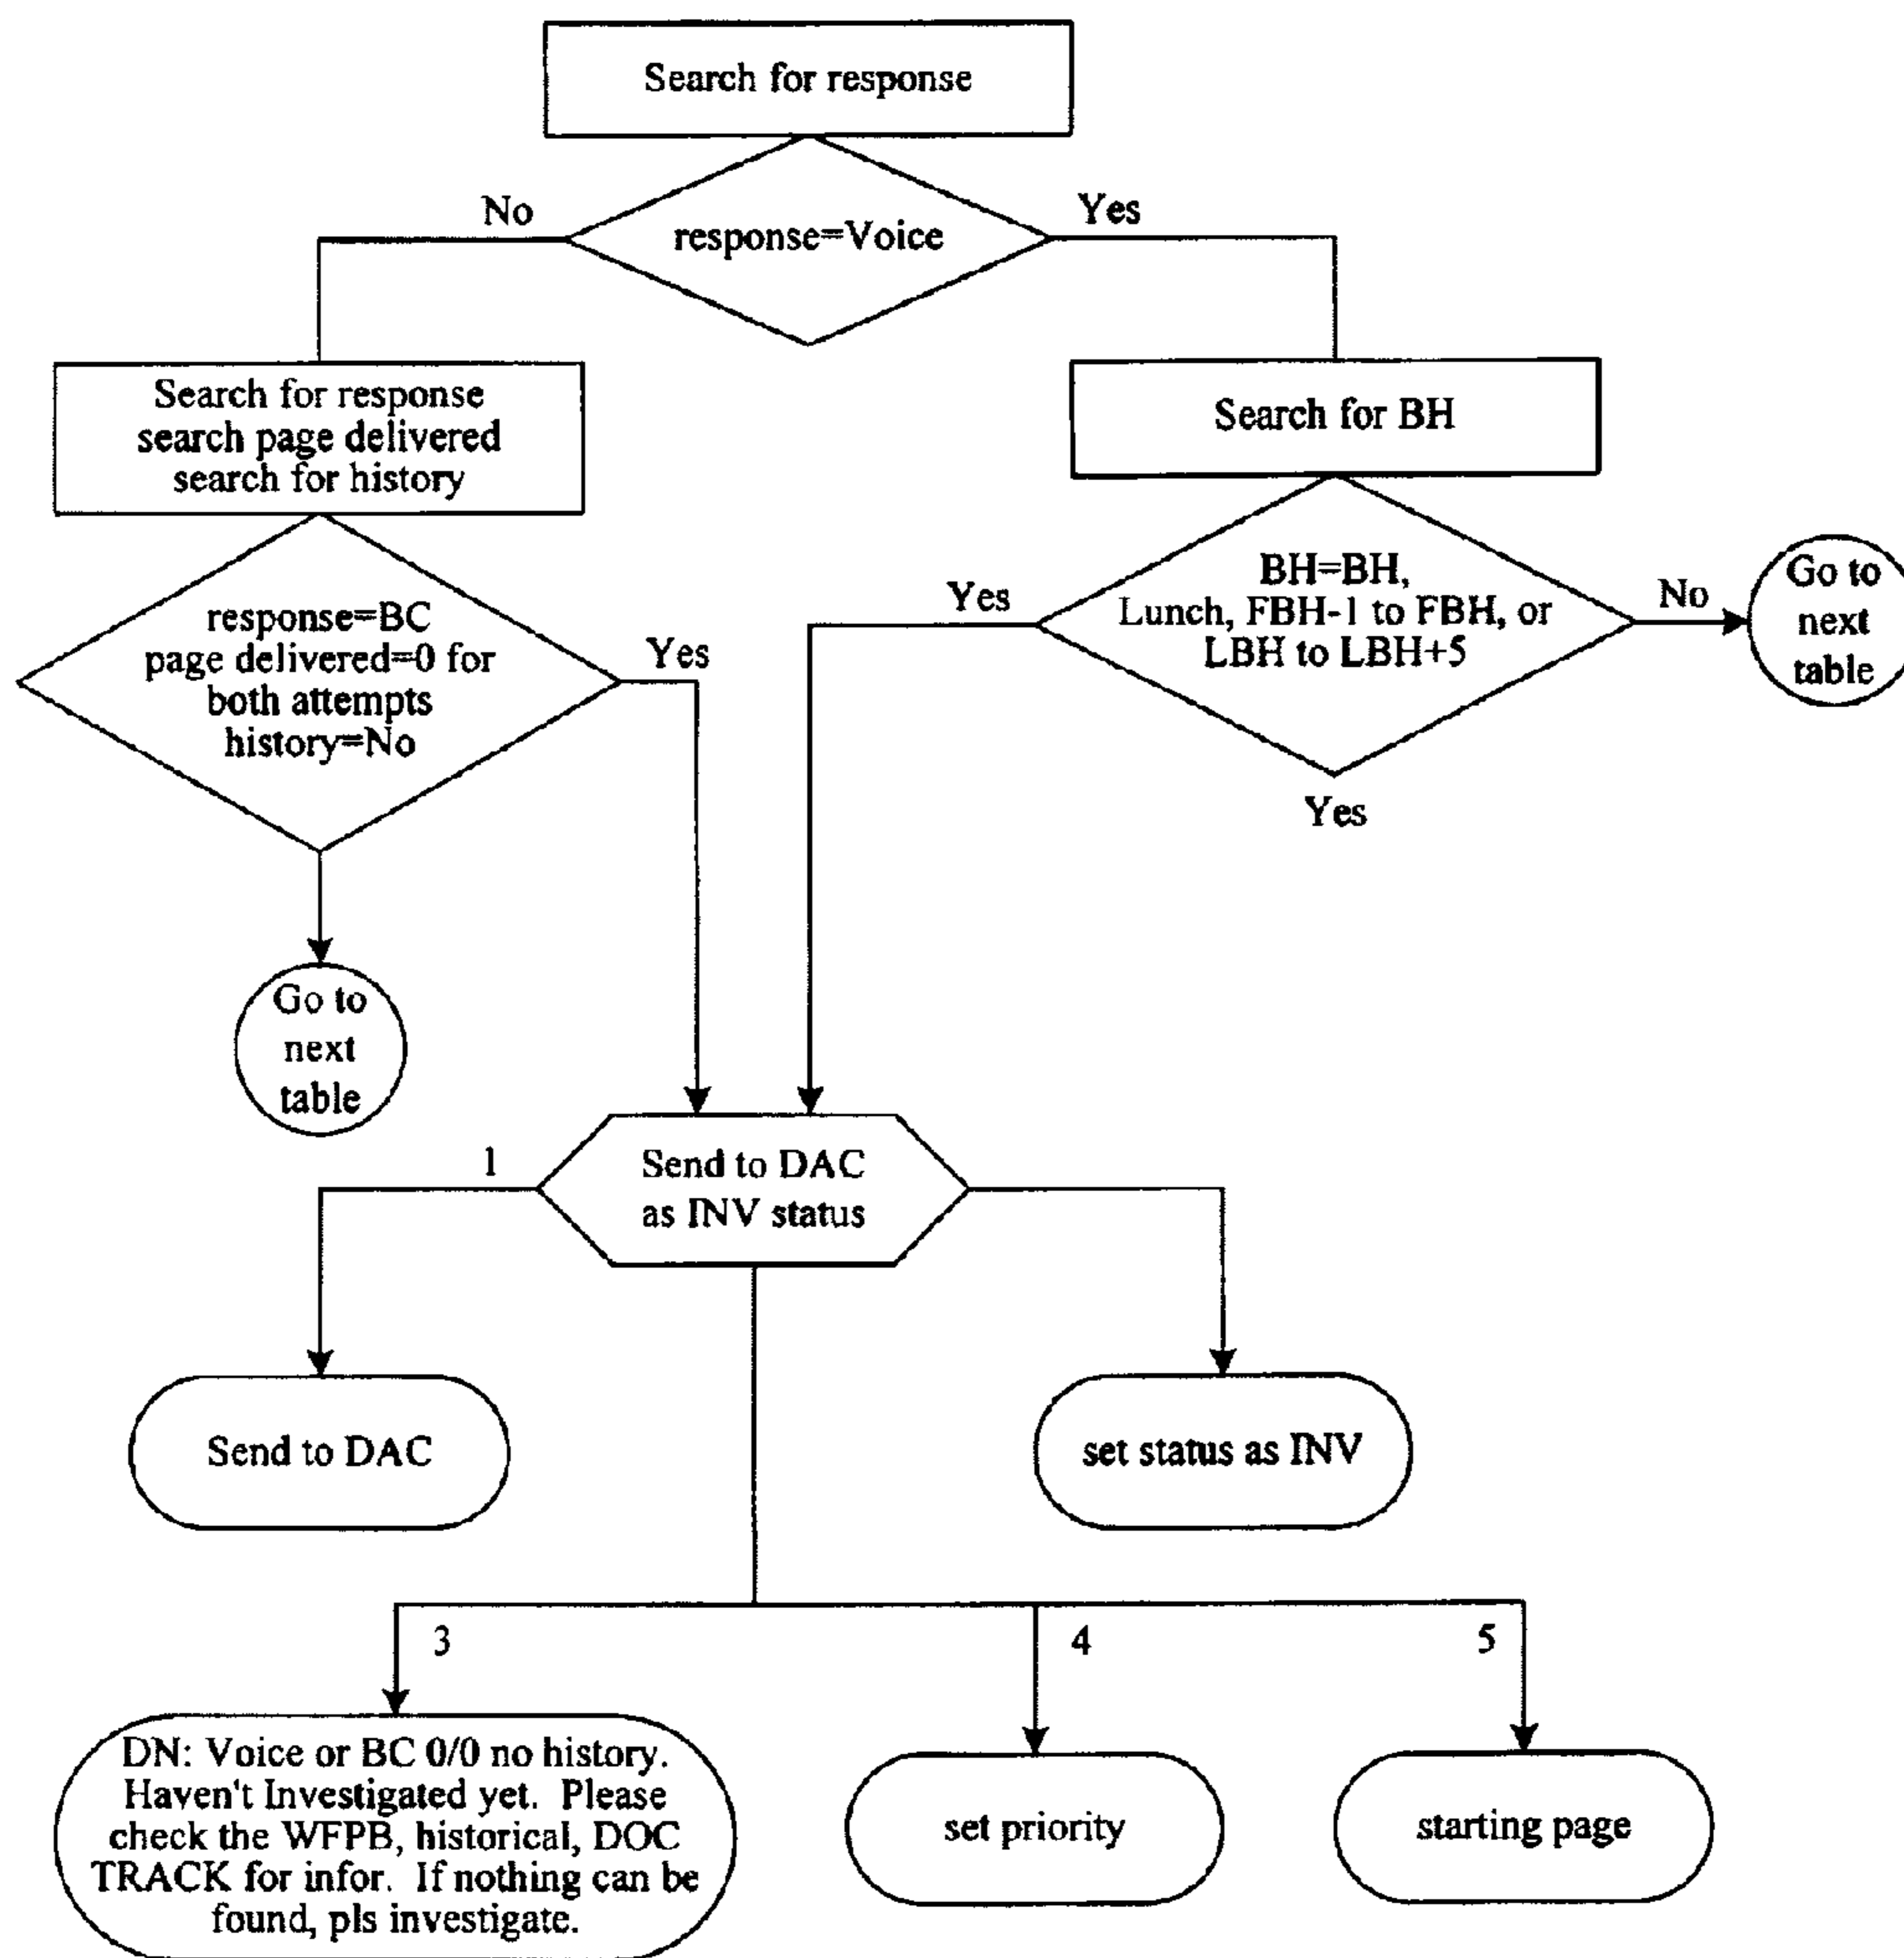 Search for response
No
Yes
response=Voice
Search for response
search page delivered
search for history
Search for BH
response=BC
page delivered=0 for
both attempts
history=No
Yes
Yes
BH=BH,
Lunch, FBH-1 to FBH, or
LBH to LBH+5
No
Go to
next
table
Yes
Go to
next
table
1
Send to DAC
as INV status
Send to DAC
set status as INV
3
4
5
DN: Voice or BC 0/0 no history.
Haven't Investigated yet. Please
check the WFPB, historical, DOC
TRACK for infor. If nothing can be
found, pls investigate.
set priority
starting page